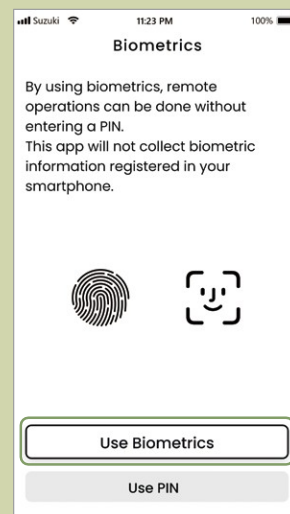 Suzuki 11:23 PM 100%
Biometrics
By using biometrics, remote
operations can be done without
entering a PIN.
This app will not collect biometric
information registered in your
smartphone.
Use Biometrics
Use PIN